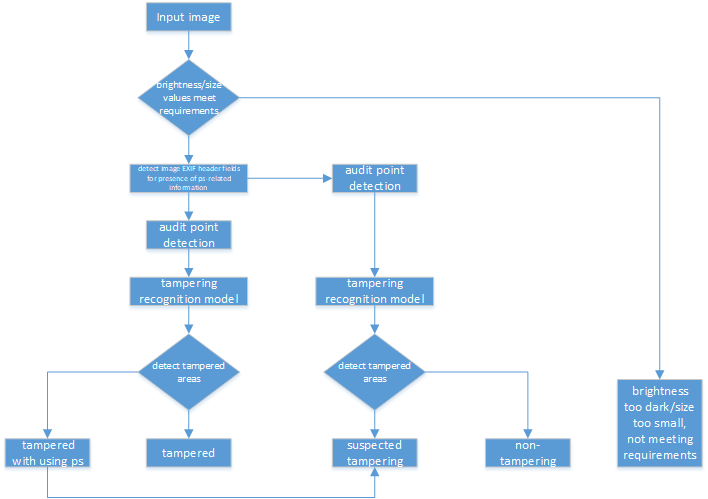 Input image
brightness/size
values meet
requirements
detect image EXIF header fields
for presence of ps-related
information
audit point
detection
audit point
detection
tampering
recognition model
tampering
recognition model
detect tampered
areas
detect tampered
areas
brightness
too dark/size
too small,
not meeting
requirements
tampered
with using ps
tampered
suspected
tampering
non-
tampering